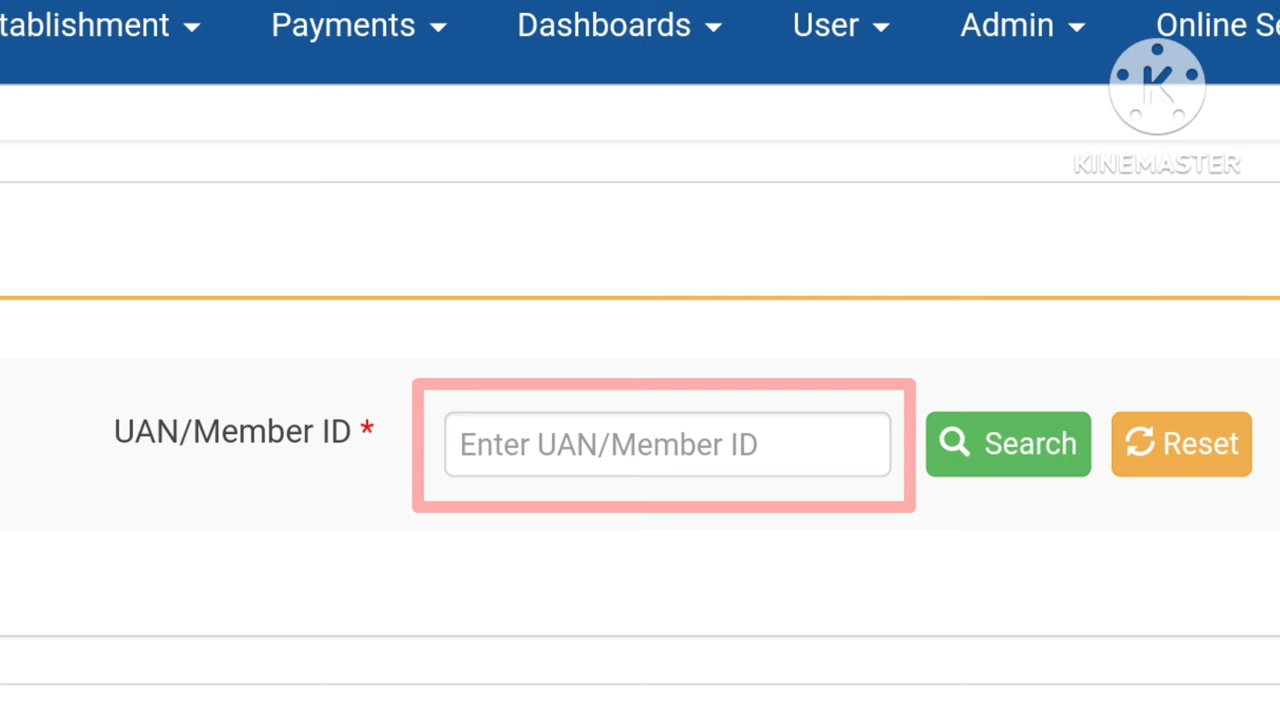 tablishment Payments Dashboards User Admin Online Se
KINEMASTER
UAN/Member ID * Enter UAN/Member ID Search Reset